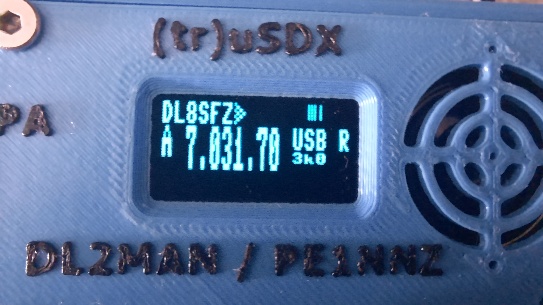 (tr)uSDX
PA
DL8SFZ
A 7.031.70 USB R
3k0
DL2MAN / PE1NNZ